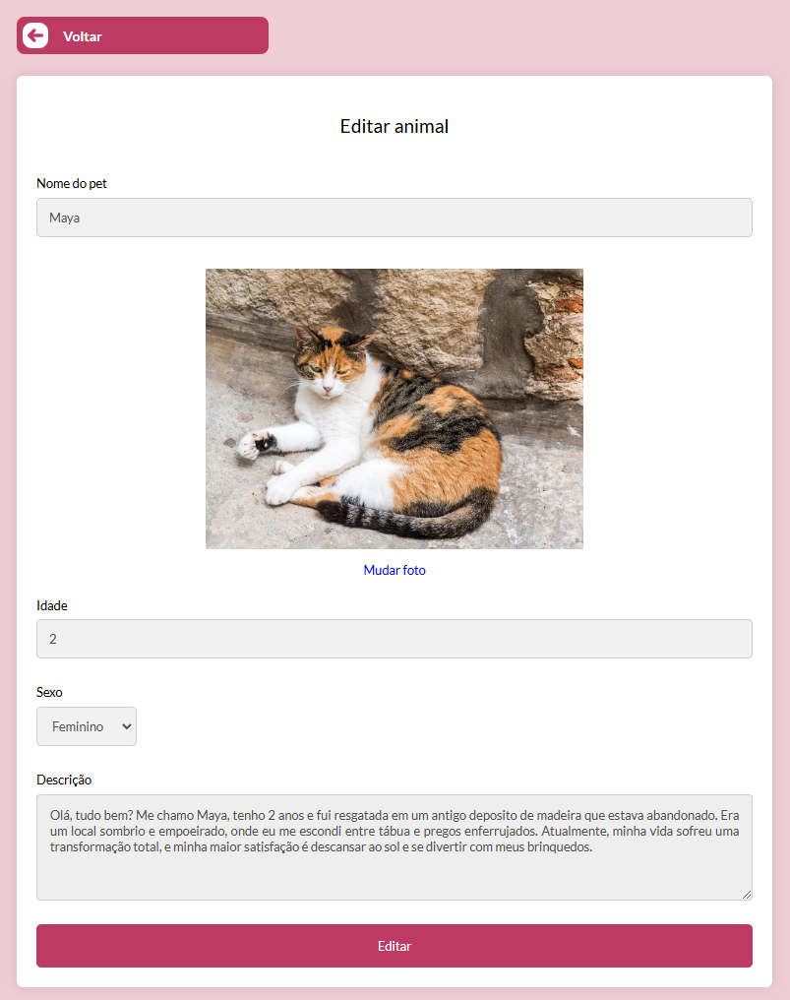 Voltar
Editar animal
Nome do pet
Maya
Mudar foto
Idade
2
Sexo
Feminino
Descrição
Olá, tudo bem? Me chamo Maya, tenho 2 anos e fui resgatada em um antigo deposito de madeira que estava abandonado. Era
um local sombrio e empoeirado, onde eu me escondi entre tábua e pregos enferrujados. Atualmente, minha vida sofreu uma
transformação total, e minha maior satisfação é descansar ao sol e se divertir com meus brinquedos.
Editar